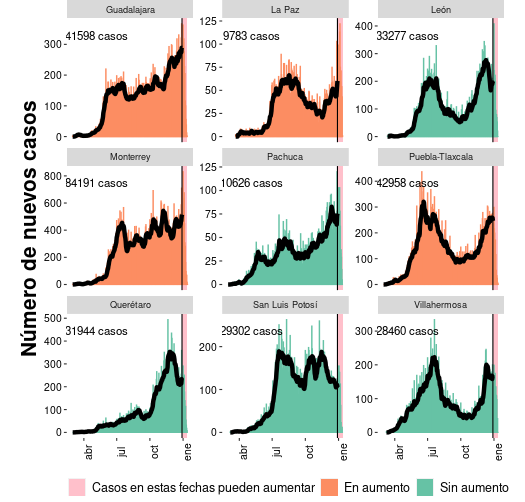 Número de nuevos casos
Guadalajara
La Paz
León
41598 casos
9783 casos
33277 casos
300
200
100
0
125
100
75
50
25
0
400
300
200
100
0
Monterrey
Pachuca
Puebla-Tlaxcala
84191 casos
10626 casos
42958 casos
800
600
400
200
0
125
100
75
50
25
0
400
300
200
100
0
Querétaro
San Luis Potosí
Villahermosa
31944 casos
29302 casos
28460 casos
500
400
300
200
100
0
200
100
0
300
200
100
0
abr jul oct ene
abr jul oct ene
abr jul oct ene
Casos en estas fechas pueden aumentar En aumento Sin aumento